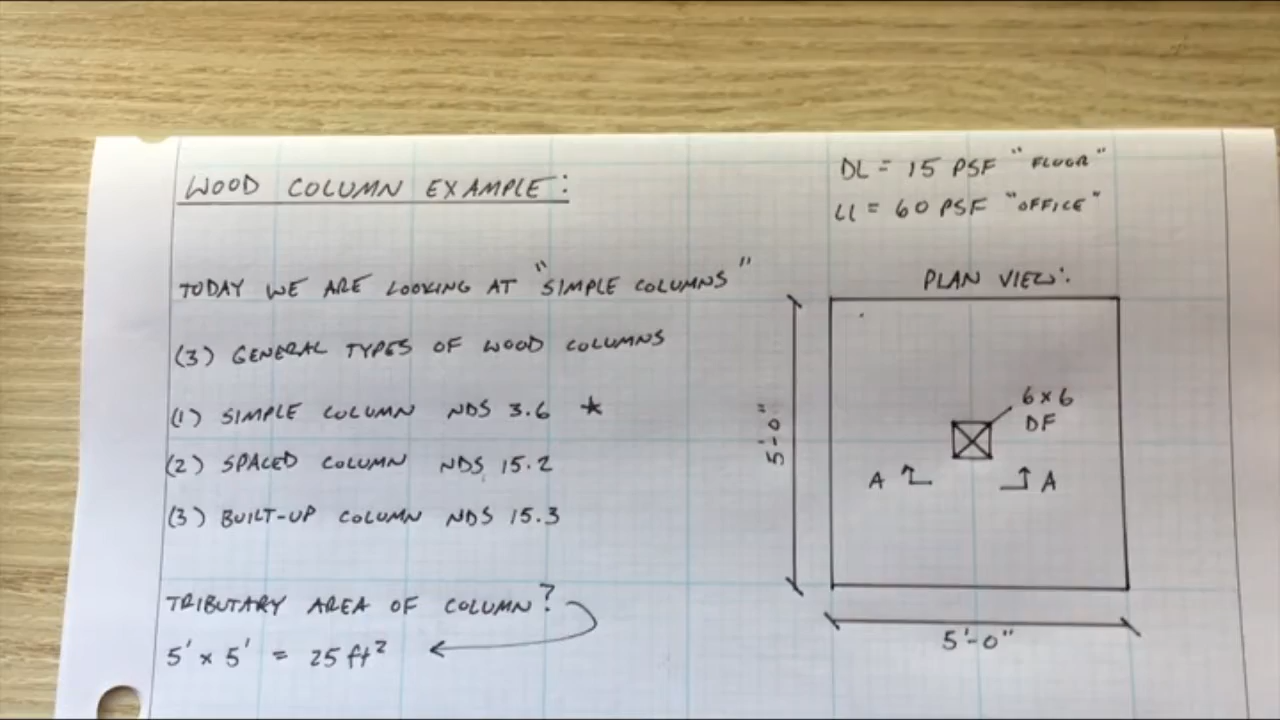 WOOD COLUMN EXAMPLE:
DL = 15 PSF "FLOOR"
LL = 60 PSF "OFFICE"
TODAY WE ARE LOOKING AT "SIMPLE COLUMNS"
(3) GENERAL TYPES OF WOOD COLUMNS
(1) SIMPLE COLUMN NDS 3.6 ★
(2) SPACED COLUMN NDS 15.2
(3) BUILT-UP COLUMN NDS 15.3
TRIBUTARY AREA OF COLUMN?
5' x 5' = 25 ft²
PLAN VIEW:
5'-0"
6x6
DF
A A
5'-0"